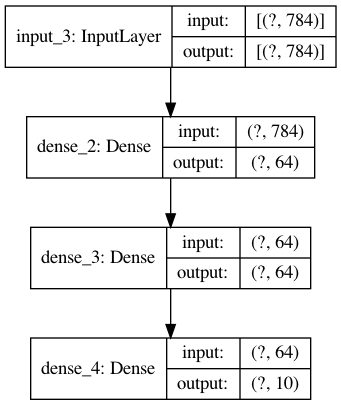 input_3: InputLayer
input:
[(?, 784)]
output:
[(?, 784)]
dense_2: Dense
input:
(?, 784)
output:
(?, 64)
dense_3: Dense
input:
(?, 64)
output:
(?, 64)
dense_4: Dense
input:
(?, 64)
output:
(?, 10)